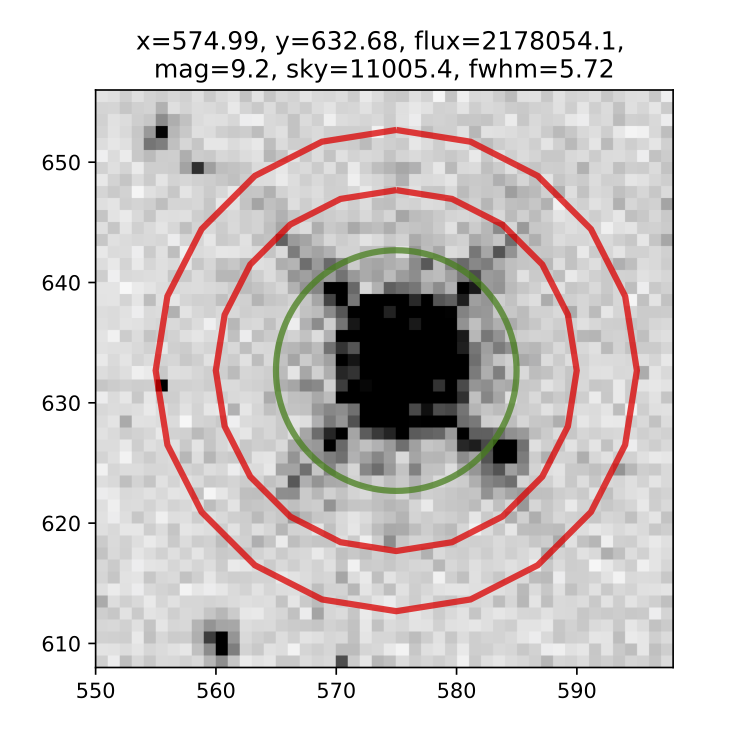 x=574.99, y=632.68, flux=2178054.1,
mag=9.2, sky=11005.4, fwhm=5.72
650
640
630
620
610
550 560 570 580 590